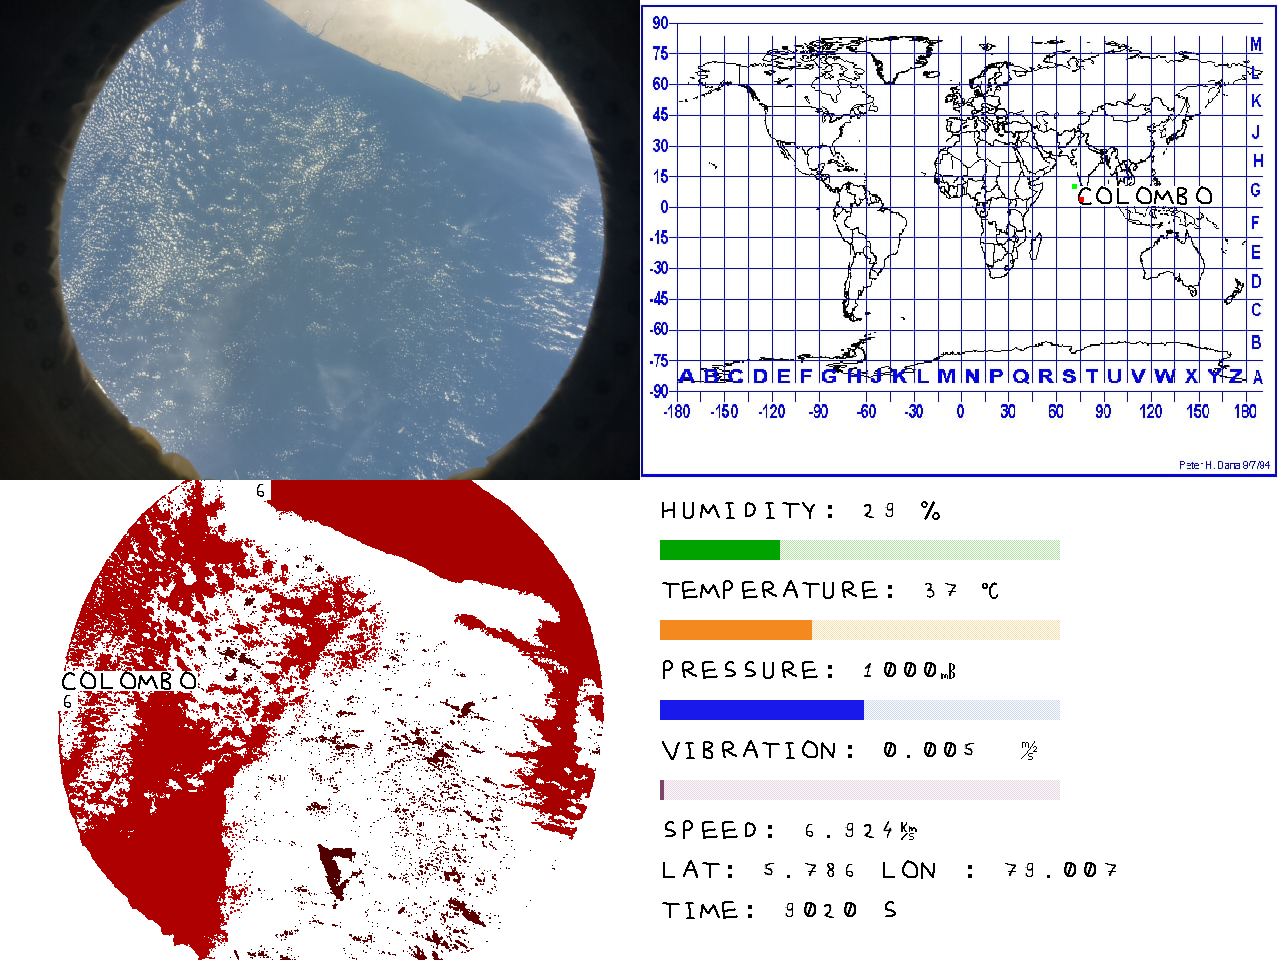 90
M
75
L
60
K
45
J
30
H
15
G
COLOMBO
0
F
-15
E
-30
D
-45
C
-60
B
-75
A B C D E F G H J K L M N P Q R S T U V W X Y Z A
-90
-180 -150 -120 -90 -60 -30 0 30 60 90 120 150 180
Peter H. Dana 9/7/94
6
COLOMBO
6
HUMIDITY: 29 %
TEMPERATURE: 37 °C
PRESSURE: 1000mB
VIBRATION: 0.005 m/s²
SPEED: 6.924 Km/s
LAT: 5.786 LON : 79.007
TIME: 9020 S